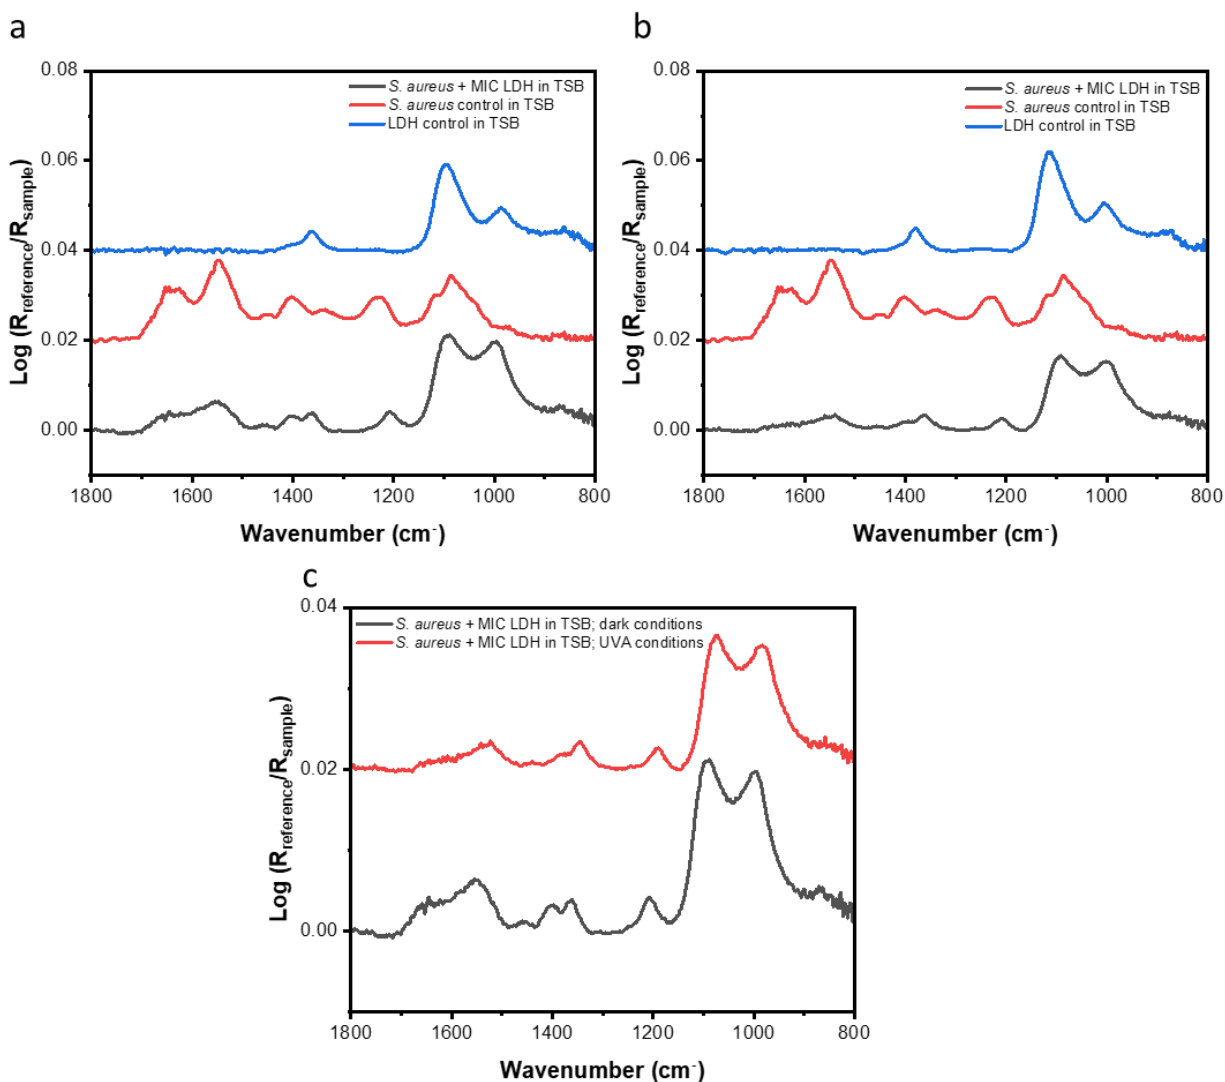 a
0.08
0.06
0.04
0.02
0.00
Log (Rreference/Rsample)
S. aureus + MIC LDH in TSB
S. aureus control in TSB
LDH control in TSB
1800 1600 1400 1200 1000 800
Wavenumber (cm-)
b
0.08
0.06
0.04
0.02
0.00
Log (Rreference/Rsample)
S. aureus + MIC LDH in TSB
S. aureus control in TSB
LDH control in TSB
1800 1600 1400 1200 1000 800
Wavenumber (cm-)
c
0.04
0.02
0.00
Log (Rreference/Rsample)
S. aureus + MIC LDH in TSB; dark conditions
S. aureus + MIC LDH in TSB; UVA conditions
1800 1600 1400 1200 1000 800
Wavenumber (cm-)